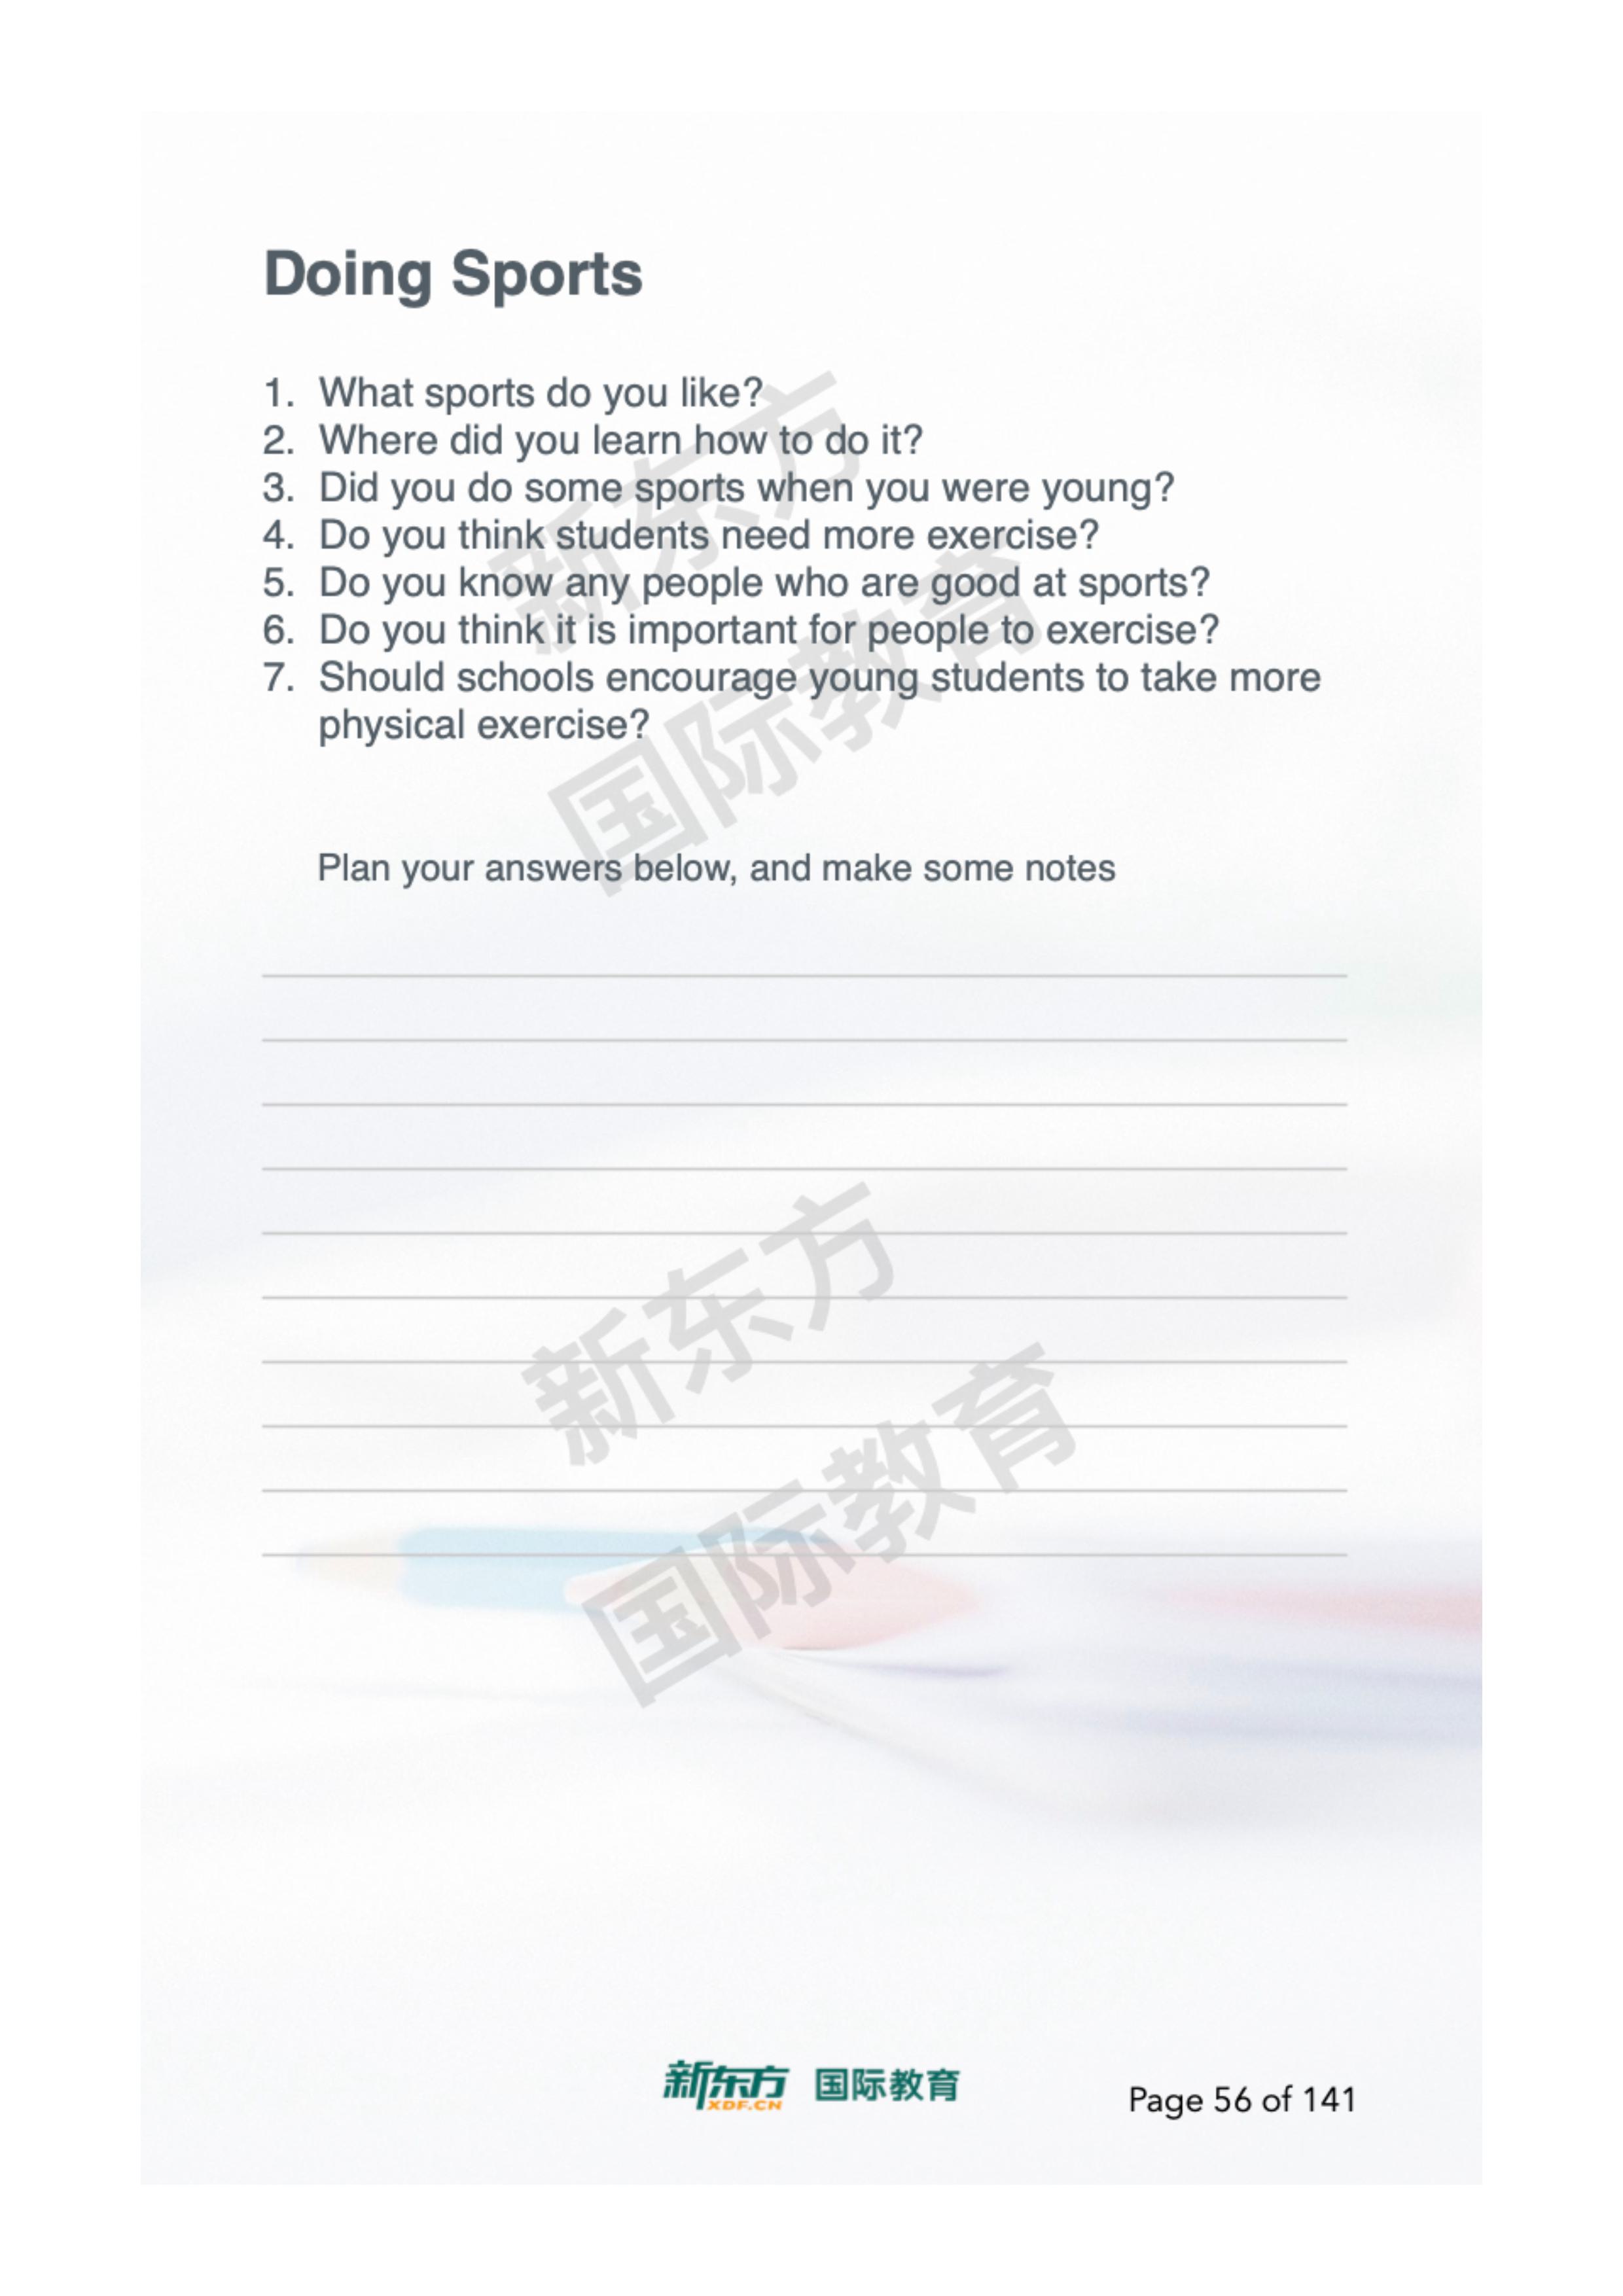 Doing Sports
1. What sports do you like?
2. Where did you learn how to do it?
3. Did you do some sports when you were young?
4. Do you think students need more exercise?
5. Do you know any people who are good at sports?
6. Do you think it is important for people to exercise?
7. Should schools encourage young students to take more
physical exercise?
新东方
国际教育
Plan your answers below, and make some notes
新东方
国际教育
新东方 国际教育
XDF.CN
Page 56 of 141